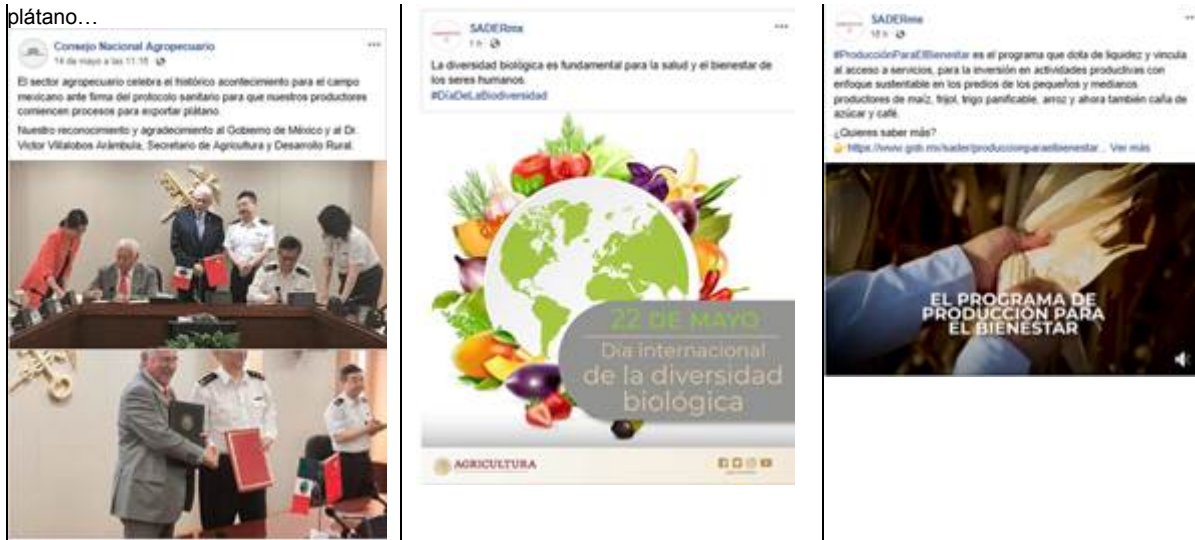 plátano…
Consejo Nacional Agropecuario
14 de mayo a las 11:16
El sector agropecuario celebra el histórico acontecimiento para el campo
mexicano ante firma del protocolo sanitario para que nuestros productores
comiencen procesos para exportar plátano.
Nuestro reconocimiento y agradecimiento al Gobierno de México y al Dr.
Victor Villalobos Arámbula, Secretario de Agricultura y Desarrollo Rural.
SADERmx
1 h
La diversidad biológica es fundamental para la salud y el bienestar de
los seres humanos.
#DíaDeLaBiodiversidad
22 DE MAYO
Día internacional
de la diversidad
biológica
AGRICULTURA
SADERmx
18 h
#ProducciónParaElBienestar es el programa que dota de liquidez y vincula
al acceso a servicios, para la inversión en actividades productivas con
enfoque sustentable en los predios de los pequeños y medianos
productores de maíz, frijol, trigo panificable, arroz y ahora también caña de
azúcar y café.
¿Quieres saber más?
https://www.gob.mx/sader/produccionparaelbienestar... Ver más
EL PROGRAMA DE
PRODUCCIÓN PARA
EL BIENESTAR